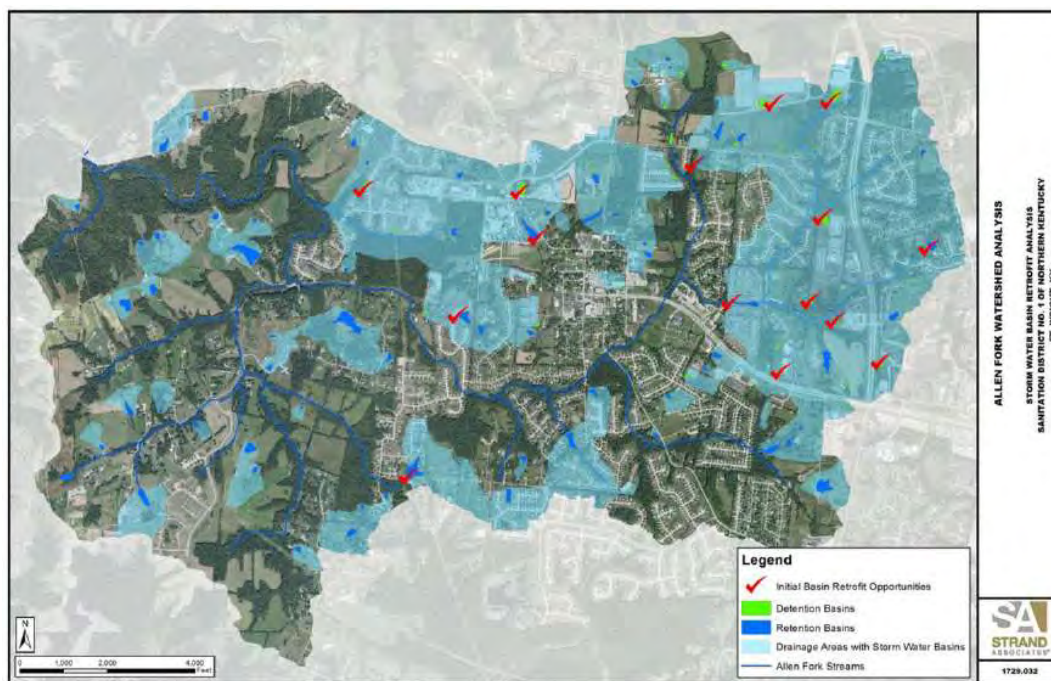 ALLEN FORK WATERSHED ANALYSIS
STORM WATER BASIN RETROFIT ANALYSIS
SANITATION DISTRICT NO. 1 OF NORTHERN KENTUCKY
Legend
Initial Basin Retrofit Opportunities
Detention Basins
Retention Basins
Drainage Areas with Storm Water Basins
Allen Fork Streams
N
0 1,000 2,000 4,000
Feet
SA
STRAND
ASSOCIATES
1729.032